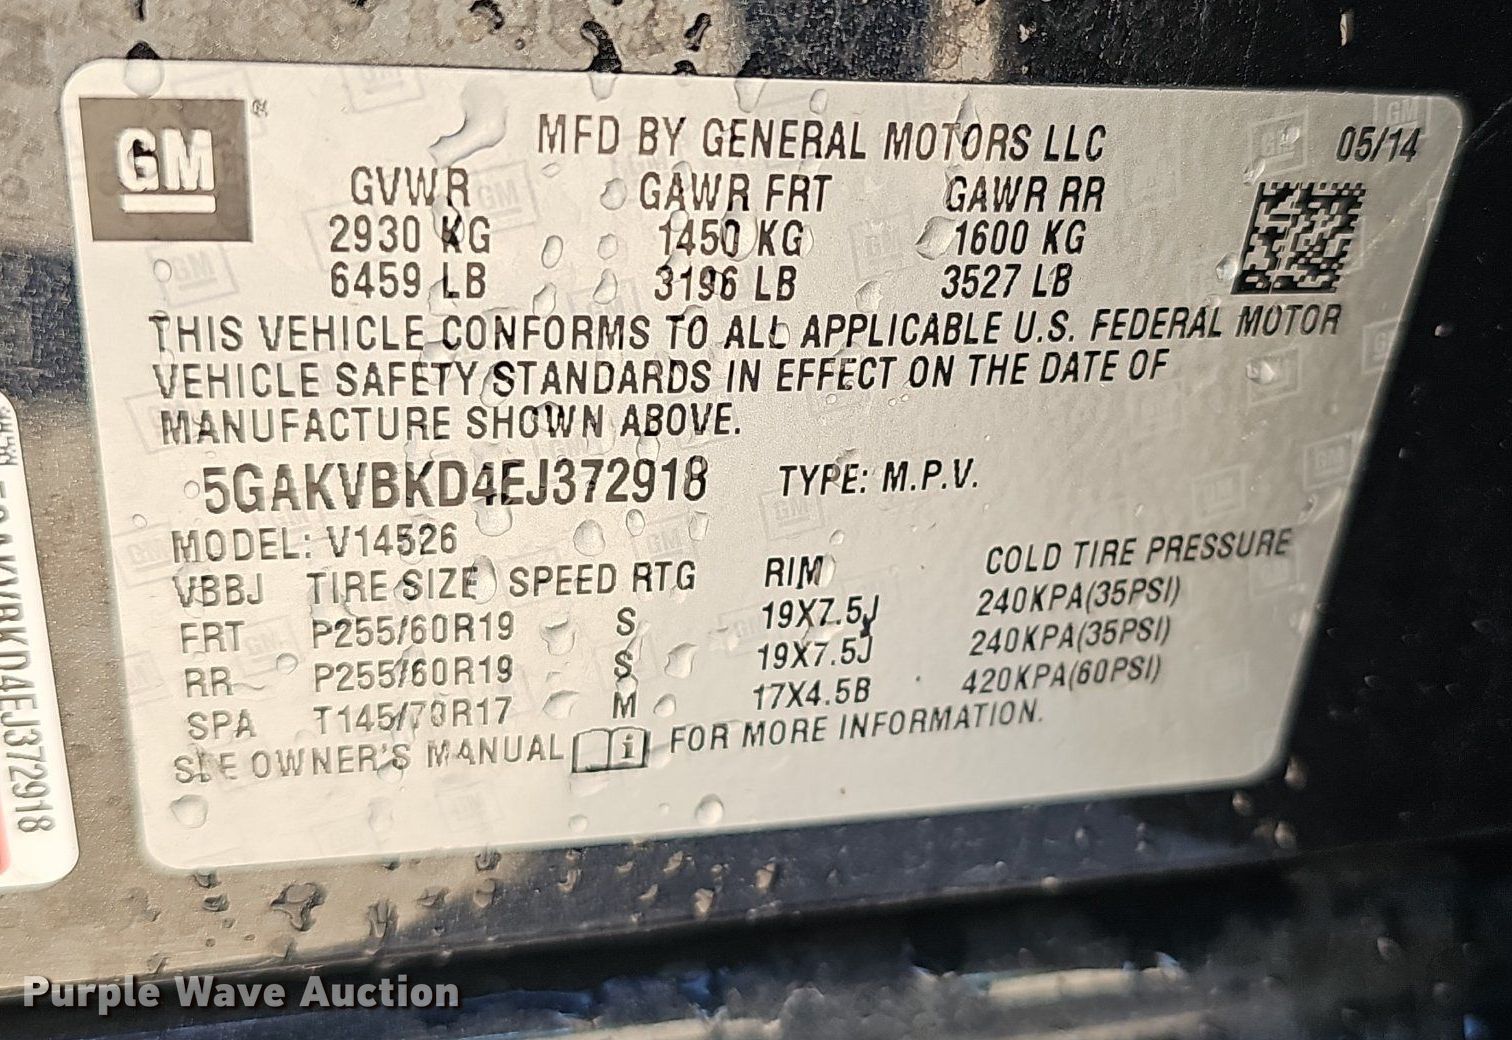 GM
MFD BY GENERAL MOTORS LLC 05/14
GVWR GAWR FRT GAWR RR
2930 KG 1450 KG 1600 KG
6459 LB 3196 LB 3527 LB
THIS VEHICLE CONFORMS TO ALL APPLICABLE U.S. FEDERAL MOTOR
VEHICLE SAFETY STANDARDS IN EFFECT ON THE DATE OF
MANUFACTURE SHOWN ABOVE.
5GAKVBKD4EJ372918 TYPE: M.P.V.
MODEL: V14526
VBBJ TIRE SIZE SPEED RTG RIM COLD TIRE PRESSURE
FRT P255/60R19 S 19X7.5J 240KPA(35PSI)
RR P255/60R19 S 19X7.5J 240KPA(35PSI)
SPA T145/70R17 M 17X4.5B 420KPA(60PSI)
SEE OWNER'S MANUAL FOR MORE INFORMATION.
Purple Wave Auction